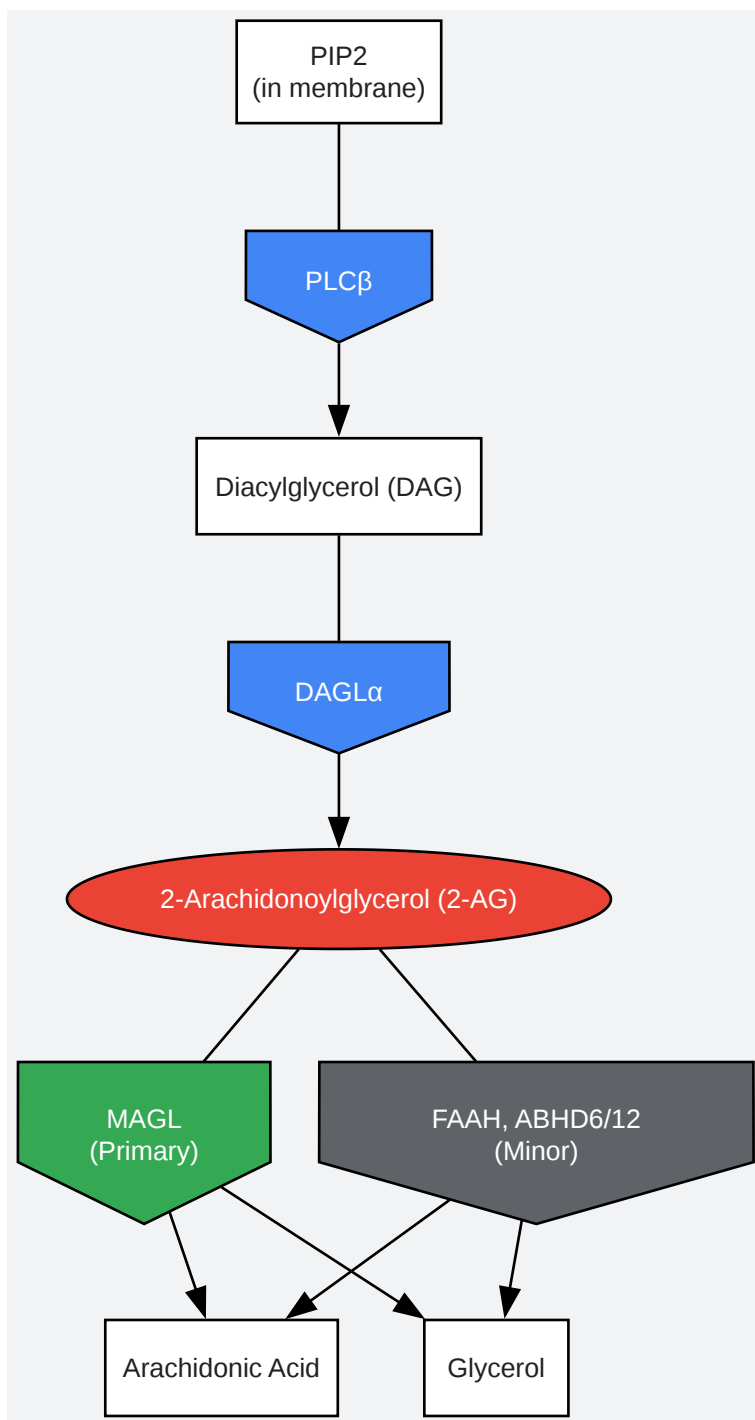 PIP2
(in membrane)
PLCβ
Diacylglycerol (DAG)
DAGLα
2-Arachidonoylglycerol (2-AG)
MAGL
(Primary)
FAAH, ABHD6/12
(Minor)
Arachidonic Acid
Glycerol